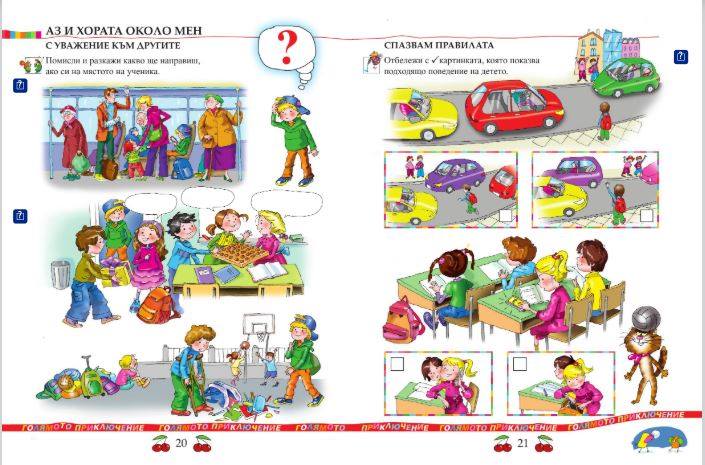 АЗ И ХОРАТА ОКОЛО МЕН
С УВАЖЕНИЕ КЪМ ДРУГИТЕ
Помисли и разкажи какво ще направиш,
ако си на мястото на ученика.
?
?
?
ГОЛЯМОТО ПРИКЛЮЧЕНИЕ ГОЛЯМОТО ПРИКЛЮЧЕНИЕ ГОЛЯМОТО
20
СПАЗВАМ ПРАВИЛАТА
Отбележи с ✓ картинката, която показва
подходящо поведение на детето.
?
ПРИКЛЮЧЕНИЕ ГОЛЯМОТО ПРИКЛЮЧЕНИЕ ГОЛЯМОТО ПРИКЛЮЧЕНИЕ
21